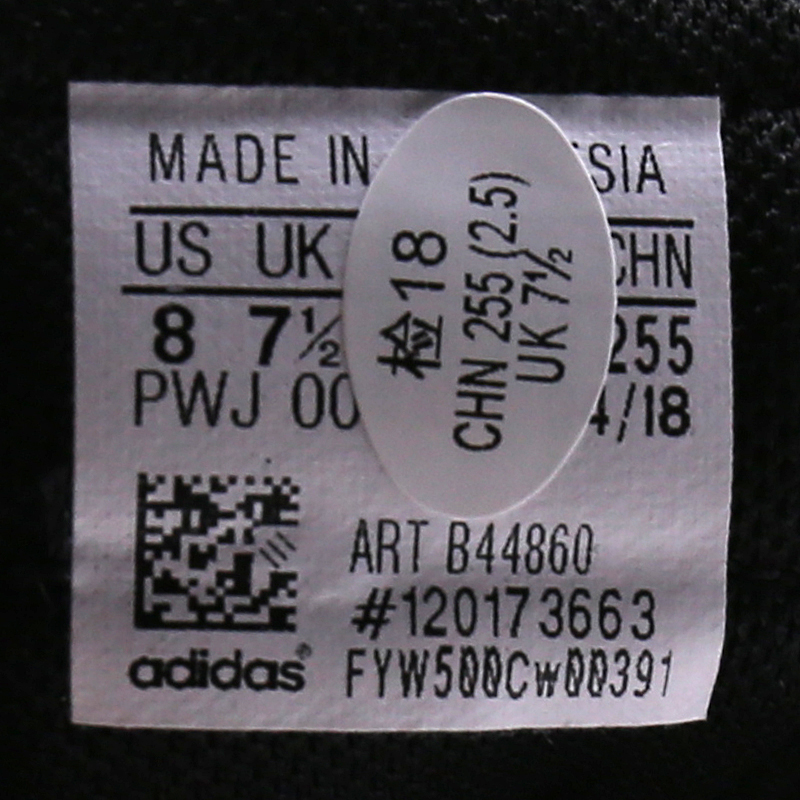 MADE IN
US UK CHN
8 7½ 255
PWJ 00 4/18
检 18
CHN 255 (2.5)
UK 7½
ART B44860
#120173663
FYW500Cw00391
adidas®